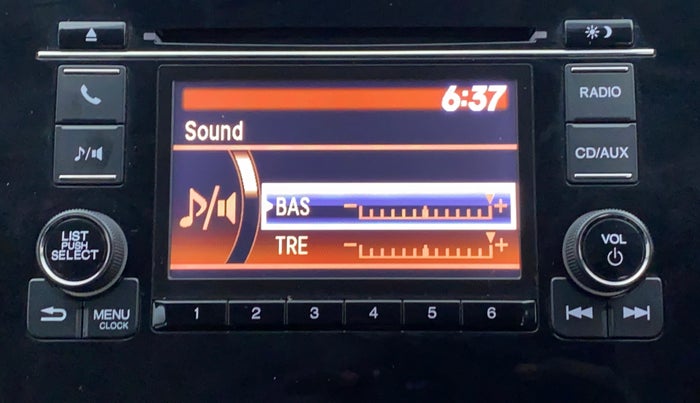 6:37
RADIO
Sound
CD/AUX
BAS - +
TRE - +
LIST
PUSH
SELECT
VOL
MENU
CLOCK
1 2 3 4 5 6